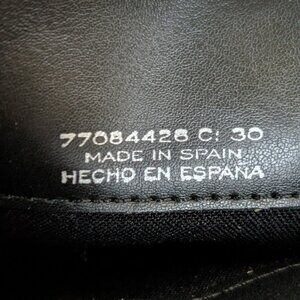 77084428 C: 30
MADE IN SPAIN
HECHO EN ESPAÑA